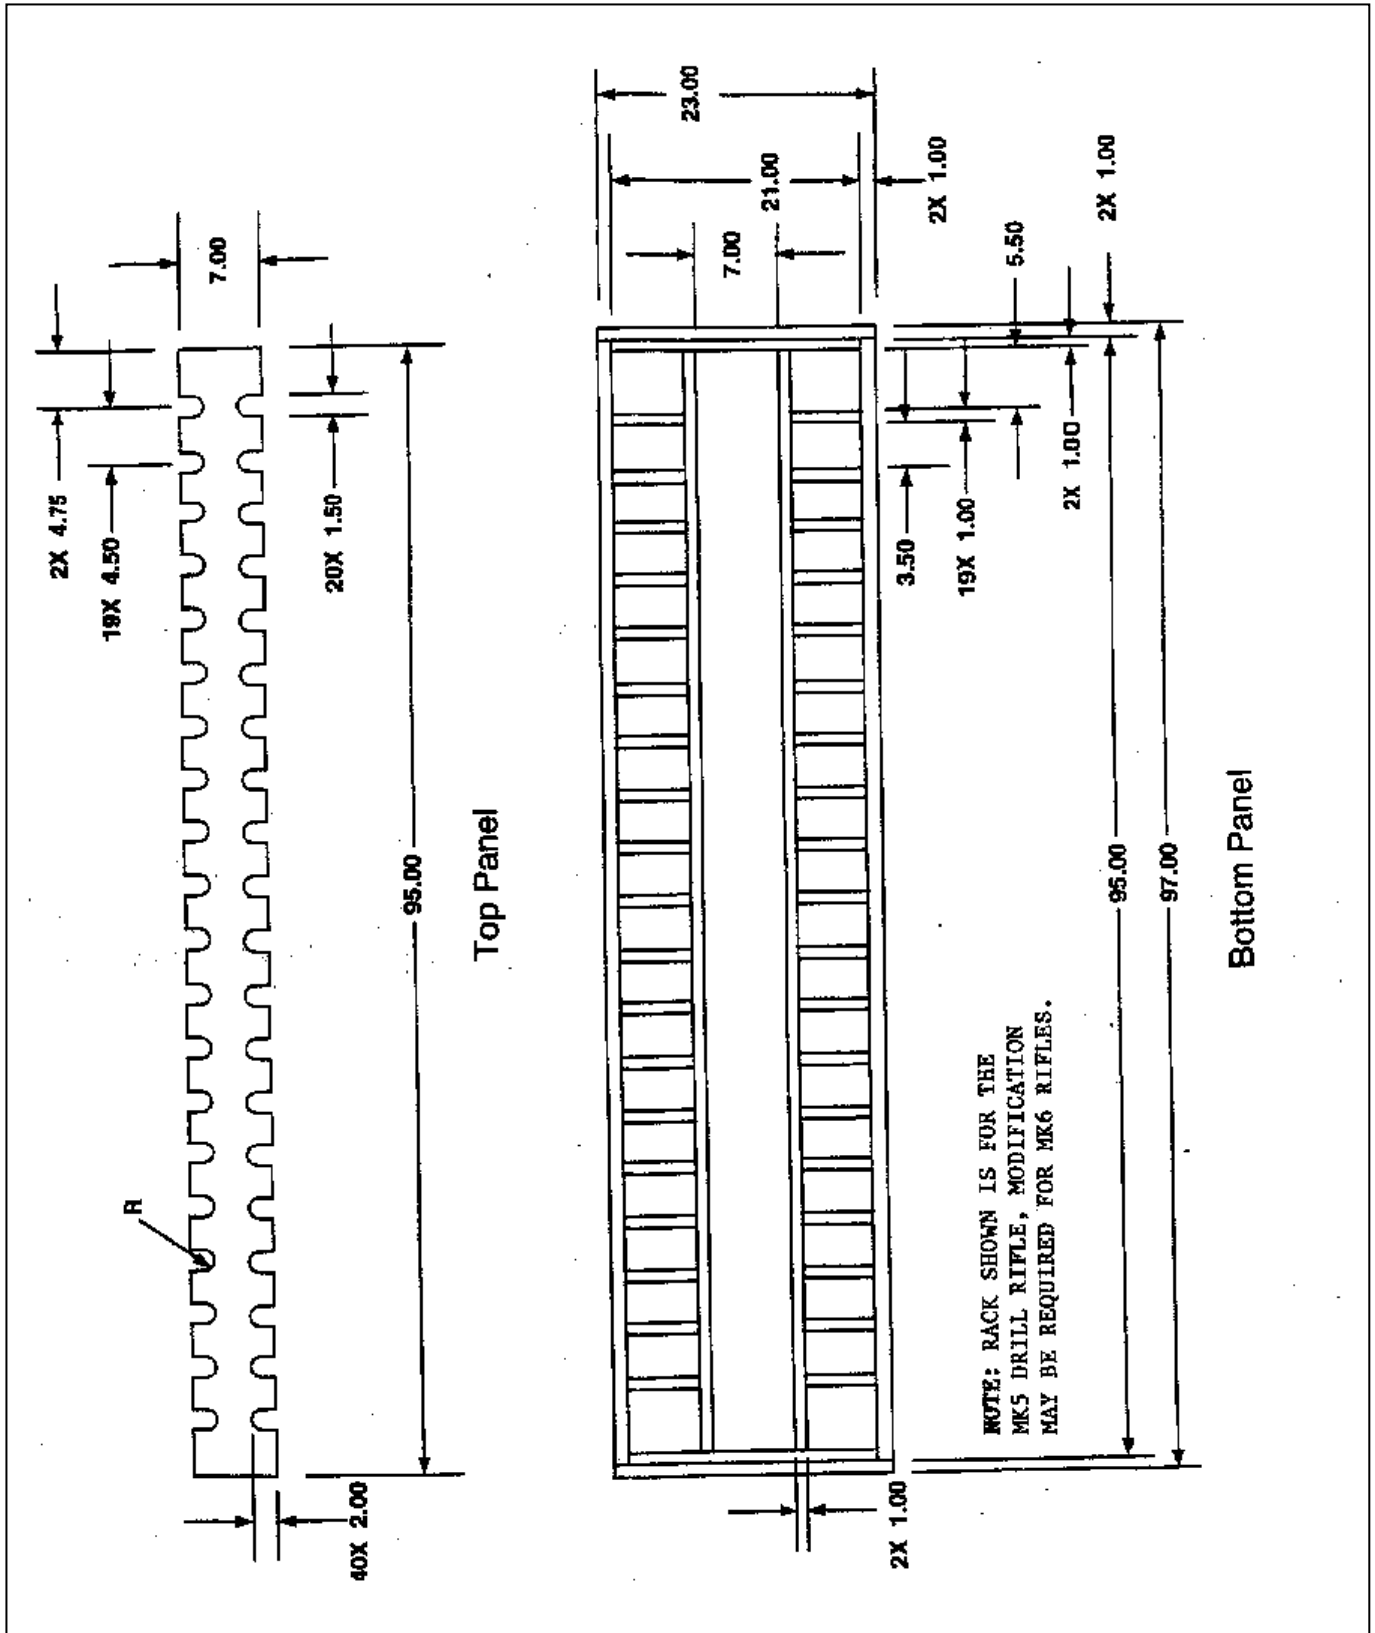 7.00
2X 4.75
19X 4.50
20X 1.50
R
95.00
40X 2.00
Top Panel
23.00
21.00
7.00
2X 1.00
2X 1.00
5.50
2X 1.00
19X 1.00
3.50
2X 1.00
95.00
97.00
NOTE: RACK SHOWN IS FOR THE
MK5 DRILL RIFLE, MODIFICATION
MAY BE REQUIRED FOR MK6 RIFLES.
Bottom Panel